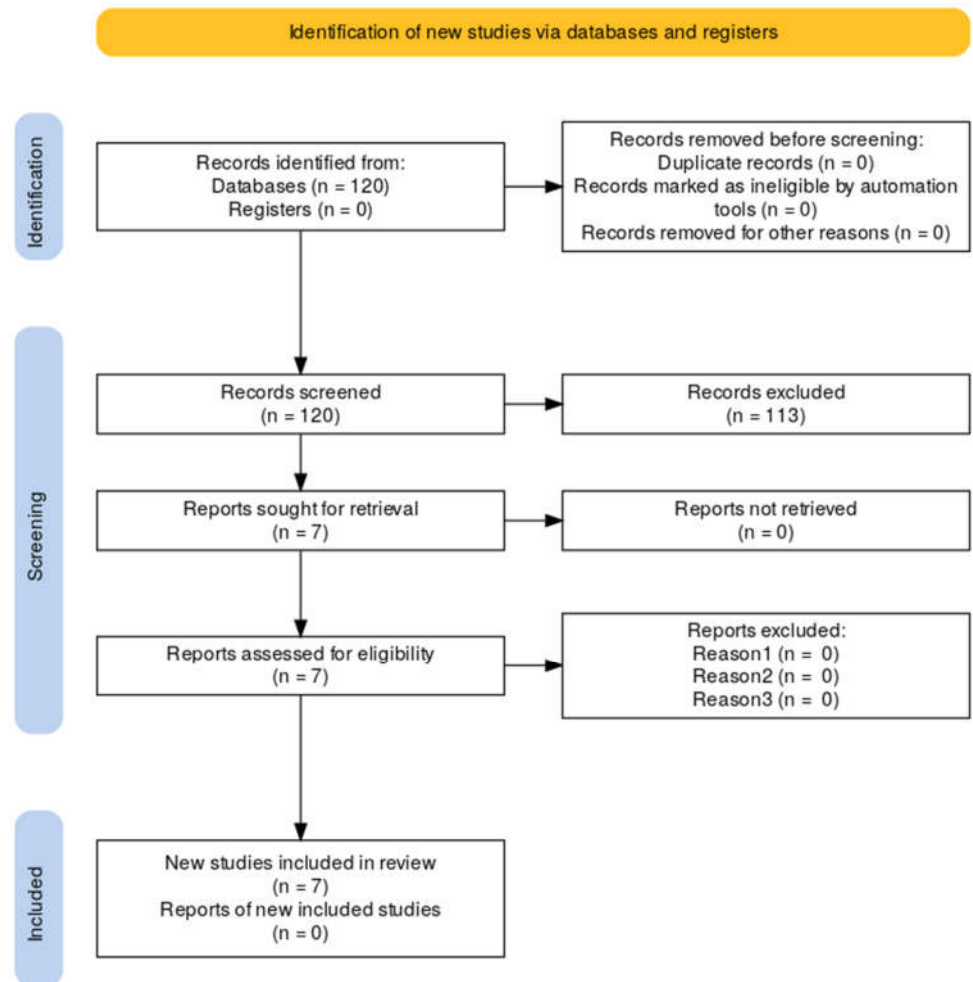 Identification of new studies via databases and registers
Identification
Records identified from:
Databases (n = 120)
Registers (n = 0)
Records removed before screening:
Duplicate records (n = 0)
Records marked as ineligible by automation
tools (n = 0)
Records removed for other reasons (n = 0)
Screening
Records screened
(n = 120)
Records excluded
(n = 113)
Reports sought for retrieval
(n = 7)
Reports not retrieved
(n = 0)
Reports assessed for eligibility
(n = 7)
Reports excluded:
Reason1 (n = 0)
Reason2 (n = 0)
Reason3 (n = 0)
Included
New studies included in review
(n = 7)
Reports of new included studies
(n = 0)